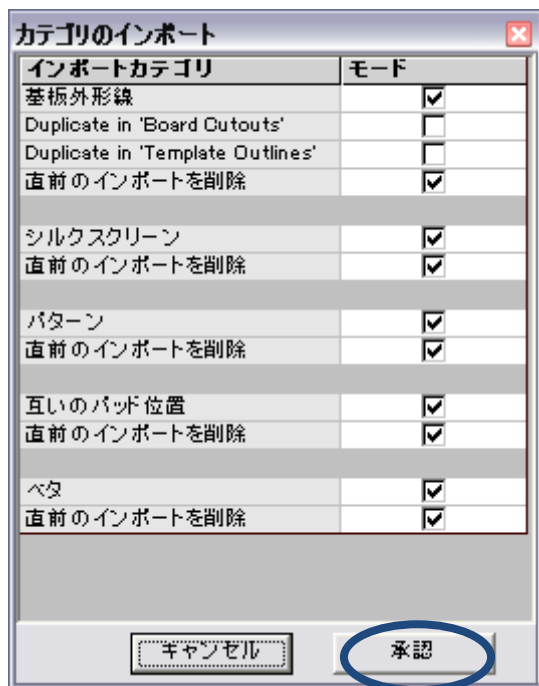 カテゴリのインポート
インポートカテゴリ モード
基板外形線
Duplicate in 'Board Cutouts'
Duplicate in 'Template Outlines'
直前のインポートを削除
シルクスクリーン
直前のインポートを削除
パターン
直前のインポートを削除
互いのパッド位置
直前のインポートを削除
ベタ
直前のインポートを削除
キャンセル 承認